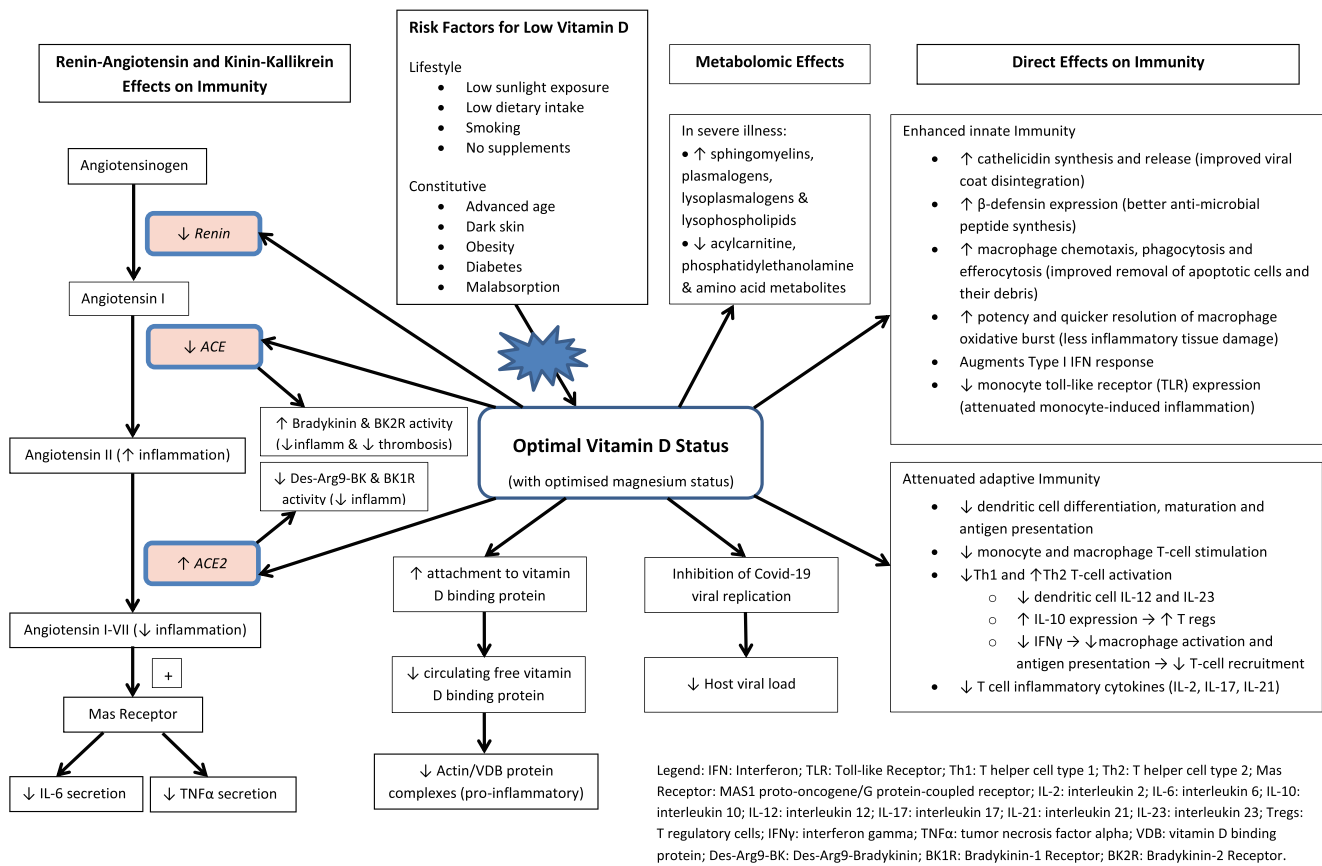 Renin-Angiotensin and Kinin-Kallikrein
Effects on Immunity
Angiotensinogen
↓ Renin
Angiotensin I
↓ ACE
↑ Bradykinin & BK2R activity
(↓inflamm & ↓ thrombosis)
Angiotensin II (↑ inflammation)
↓ Des-Arg9-BK & BK1R
activity (↓ inflamm)
↑ ACE2
Angiotensin I-VII (↓ inflammation)
+
Mas Receptor
↓ IL-6 secretion
↓ TNFα secretion
Risk Factors for Low Vitamin D
Lifestyle
• Low sunlight exposure
• Low dietary intake
• Smoking
• No supplements
Constitutive
• Advanced age
• Dark skin
• Obesity
• Diabetes
• Malabsorption
Optimal Vitamin D Status
(with optimised magnesium status)
↑ attachment to vitamin
D binding protein
↓ circulating free vitamin
D binding protein
↓ Actin/VDB protein
complexes (pro-inflammatory)
Inhibition of Covid-19
viral replication
↓ Host viral load
Metabolomic Effects
In severe illness:
• ↑ sphingomyelins,
plasmalogens,
lysoplasmalogens &
lysophospholipids
• ↓ acylcarnitine,
phosphatidylethanolamine
& amino acid metabolites
Direct Effects on Immunity
Enhanced innate Immunity
• ↑ cathelicidin synthesis and release (improved viral
coat disintegration)
• ↑ β-defensin expression (better anti-microbial
peptide synthesis)
• ↑ macrophage chemotaxis, phagocytosis and
efferocytosis (improved removal of apoptotic cells and
their debris)
• ↑ potency and quicker resolution of macrophage
oxidative burst (less inflammatory tissue damage)
• Augments Type I IFN response
• ↓ monocyte toll-like receptor (TLR) expression
(attenuated monocyte-induced inflammation)
Attenuated adaptive Immunity
• ↓ dendritic cell differentiation, maturation and
antigen presentation
• ↓ monocyte and macrophage T-cell stimulation
• ↓Th1 and ↑Th2 T-cell activation
○ ↓ dendritic cell IL-12 and IL-23
○ ↑ IL-10 expression → ↑ T regs
○ ↓ IFNγ → ↓macrophage activation and
antigen presentation → ↓ T-cell recruitment
• ↓ T cell inflammatory cytokines (IL-2, IL-17, IL-21)
Legend: IFN: Interferon; TLR: Toll-like Receptor; Th1: T helper cell type 1; Th2: T helper cell type 2; Mas
Receptor: MAS1 proto-oncogene/G protein-coupled receptor; IL-2: interleukin 2; IL-6: interleukin 6; IL-10:
interleukin 10; IL-12: interleukin 12; IL-17: interleukin 17; IL-21: interleukin 21; IL-23: interleukin 23; Tregs:
T regulatory cells; IFNγ: interferon gamma; TNFα: tumor necrosis factor alpha; VDB: vitamin D binding
protein; Des-Arg9-BK: Des-Arg9-Bradykinin; BK1R: Bradykinin-1 Receptor; BK2R: Bradykinin-2 Receptor.